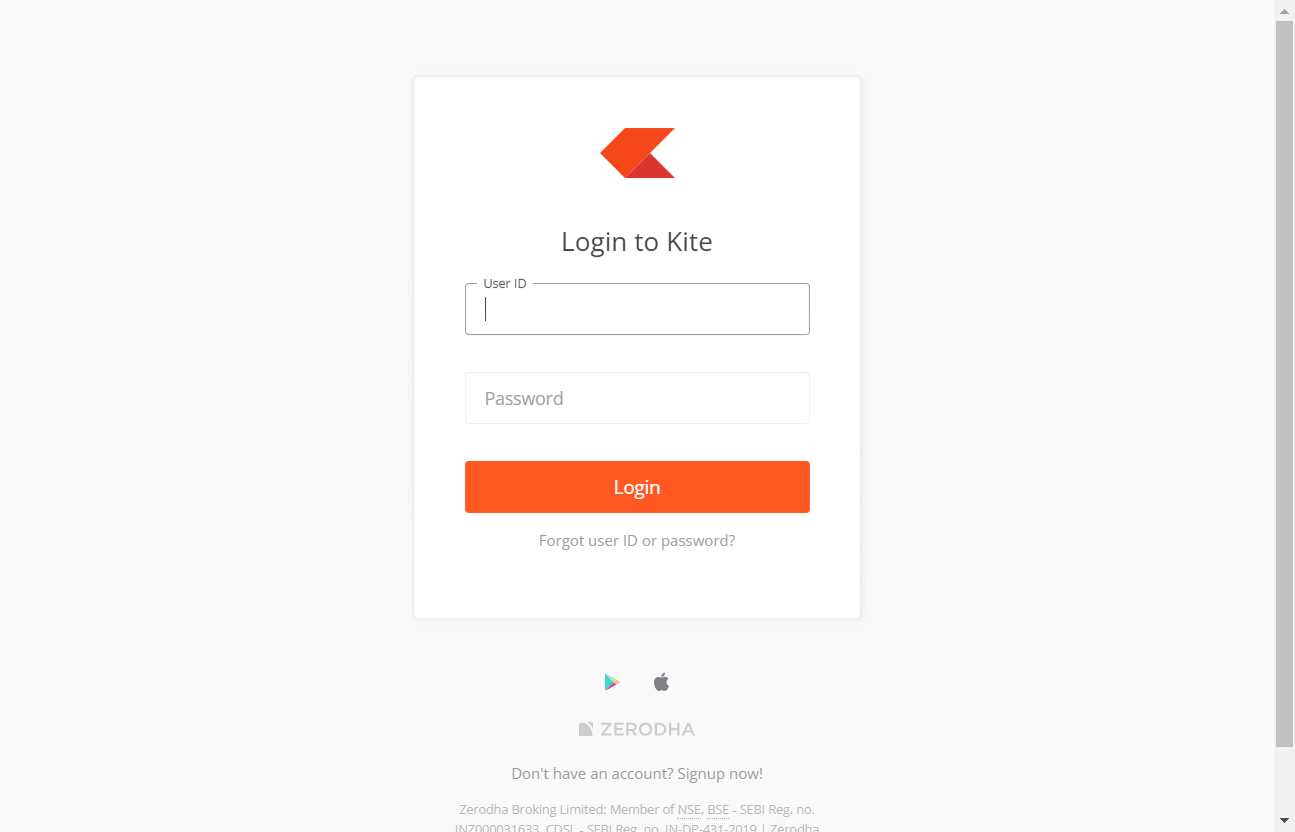 Login to Kite
User ID
Password
Login
Forgot user ID or password?
ZERODHA
Don't have an account? Signup now!
Zerodha Broking Limited: Member of NSE, BSE - SEBI Reg. no.
INZ000031633, CDSL - SEBI Reg. no. IN-DP-431-2019 | Zerodha